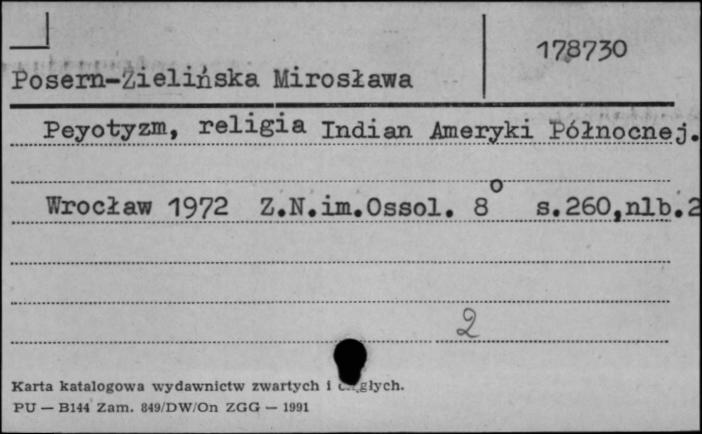 178730
Posern-Zielińska Mirosława
Peyotyzm, religia Indian Ameryki Północnej.
Wrocław 1972 Z.N.im.Ossol. 8° s.260,nlb.2
2
Karta katalogowa wydawnictw zwartych i ciągłych.
PU — B144 Zam. 849/DW/On ZGG — 1991